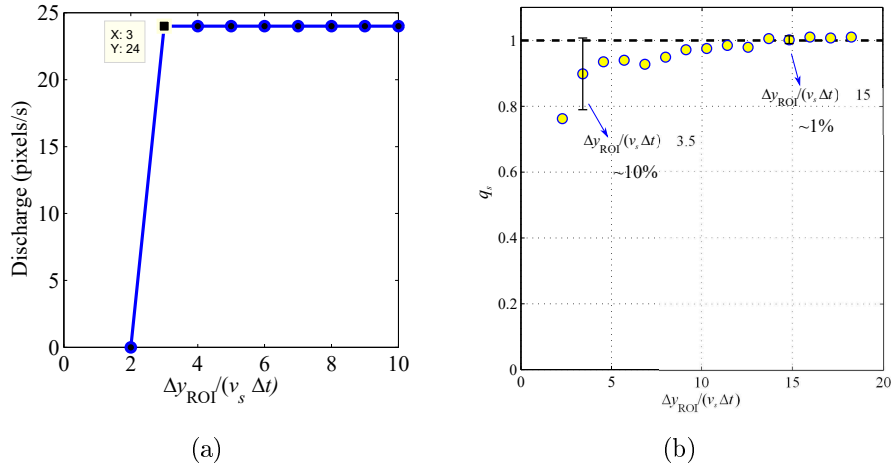 25
20
15
10
5
0
X: 3
Y: 24
Discharge (pixels/s)
0 2 4 6 8 10
Δy_ROI/(v_s Δt)
(a)
1
0.8
0.6
0.4
0.2
0
q_s
Δy_ROI/(v_s Δt) 15
~1%
Δy_ROI/(v_s Δt) 3.5
~10%
0 5 10 15 20
Δy_ROI/(v_s Δt)
(b)